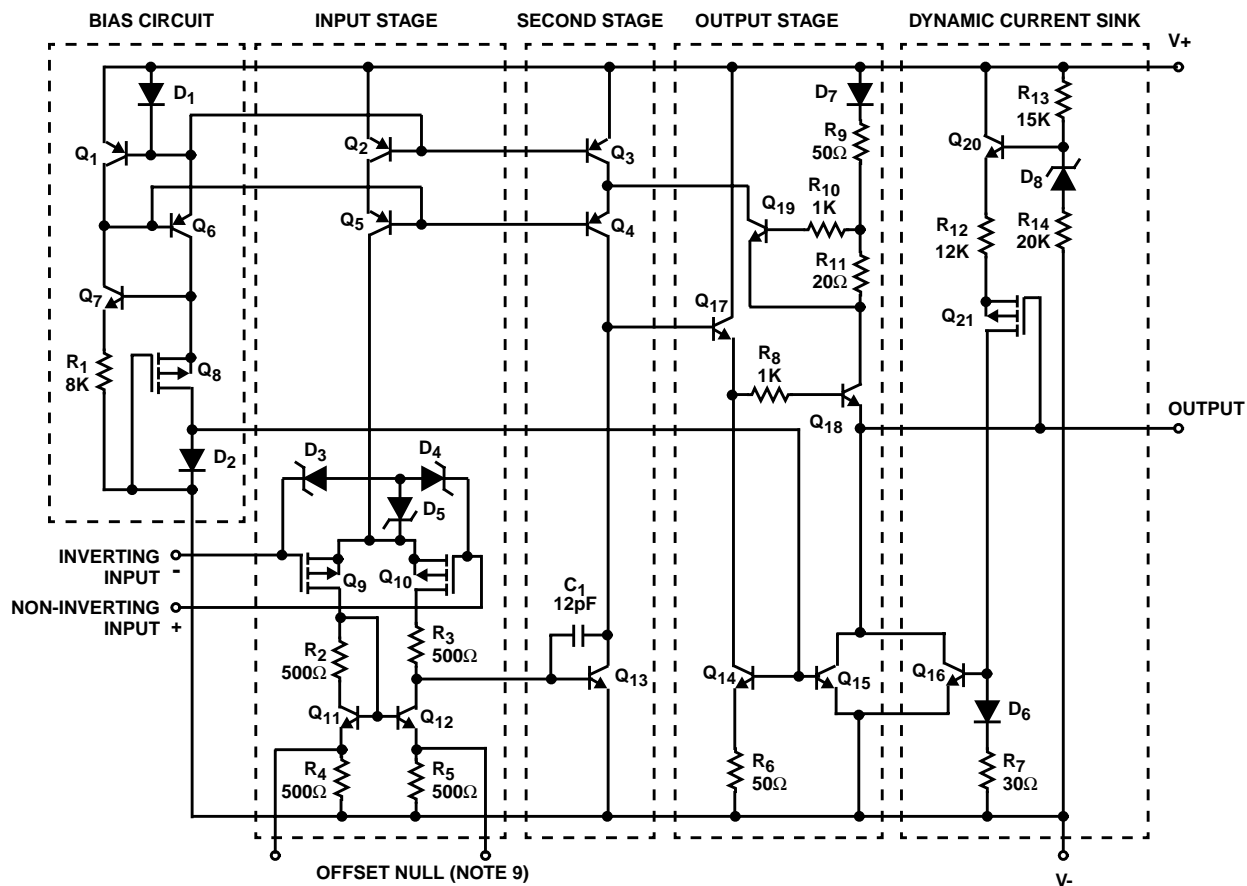 BIAS CIRCUIT
INPUT STAGE
SECOND STAGE
OUTPUT STAGE
DYNAMIC CURRENT SINK
V+
D1
Q1
Q6
Q7
R1
8K
Q8
D2
Q2
Q5
D3
D4
D5
INVERTING
INPUT -
NON-INVERTING
INPUT +
Q9
Q10
R2
500Ω
R3
500Ω
Q11
Q12
R4
500Ω
R5
500Ω
OFFSET NULL (NOTE 9)
Q3
Q4
C1
12pF
Q13
D7
R9
50Ω
R10
1K
Q19
R11
20Ω
Q17
R8
1K
Q18
Q14
Q15
R6
50Ω
R13
15K
Q20
D8
R12
12K
R14
20K
Q21
OUTPUT
Q16
D6
R7
30Ω
V-